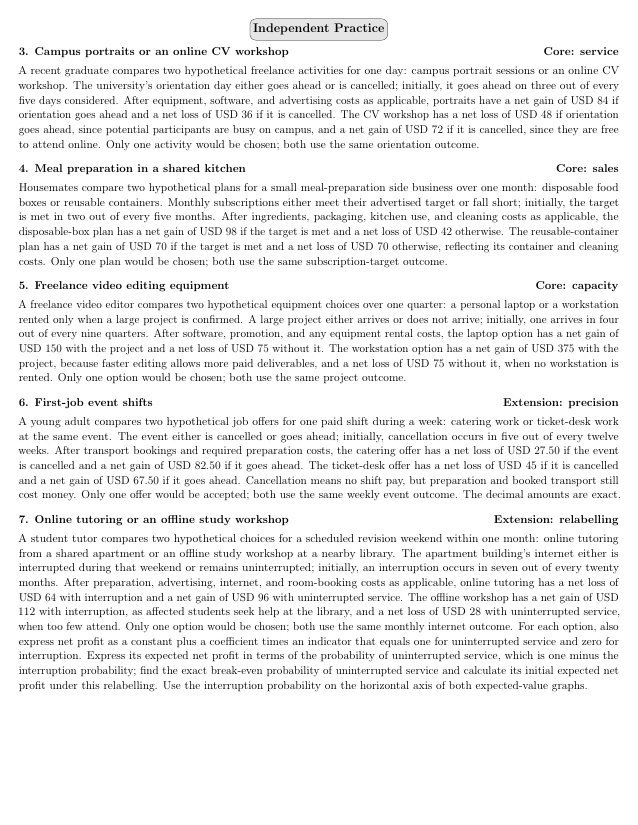 Independent Practice
3. Campus portraits or an online CV workshop Core: service
A recent graduate compares two hypothetical freelance activities for one day: campus portrait sessions or an online CV
workshop. The university's orientation day either goes ahead or is cancelled; initially, it goes ahead on three out of every
five days considered. After equipment, software, and advertising costs as applicable, portraits have a net gain of USD 84 if
orientation goes ahead and a net loss of USD 36 if it is cancelled. The CV workshop has a net loss of USD 48 if orientation
goes ahead, since potential participants are busy on campus, and a net gain of USD 72 if it is cancelled, since they are free
to attend online. Only one activity would be chosen; both use the same orientation outcome.
4. Meal preparation in a shared kitchen Core: sales
Housemates compare two hypothetical plans for a small meal-preparation side business over one month: disposable food
boxes or reusable containers. Monthly subscriptions either meet their advertised target or fall short; initially, the target
is met in two out of every five months. After ingredients, packaging, kitchen use, and cleaning costs as applicable, the
disposable-box plan has a net gain of USD 98 if the target is met and a net loss of USD 42 otherwise. The reusable-container
plan has a net gain of USD 70 if the target is met and a net loss of USD 70 otherwise, reflecting its container and cleaning
costs. Only one plan would be chosen; both use the same subscription-target outcome.
5. Freelance video editing equipment Core: capacity
A freelance video editor compares two hypothetical equipment choices over one quarter: a personal laptop or a workstation
rented only when a large project is confirmed. A large project either arrives or does not arrive; initially, one arrives in four
out of every nine quarters. After software, promotion, and any equipment rental costs, the laptop option has a net gain of
USD 150 with the project and a net loss of USD 75 without it. The workstation option has a net gain of USD 375 with the
project, because faster editing allows more paid deliverables, and a net loss of USD 75 without it, when no workstation is
rented. Only one option would be chosen; both use the same project outcome.
6. First-job event shifts Extension: precision
A young adult compares two hypothetical job offers for one paid shift during a week: catering work or ticket-desk work
at the same event. The event either is cancelled or goes ahead; initially, cancellation occurs in five out of every twelve
weeks. After transport bookings and required preparation costs, the catering offer has a net loss of USD 27.50 if the event
is cancelled and a net gain of USD 82.50 if it goes ahead. The ticket-desk offer has a net loss of USD 45 if it is cancelled
and a net gain of USD 67.50 if it goes ahead. Cancellation means no shift pay, but preparation and booked transport still
cost money. Only one offer would be accepted; both use the same weekly event outcome. The decimal amounts are exact.
7. Online tutoring or an offline study workshop Extension: relabelling
A student tutor compares two hypothetical choices for a scheduled revision weekend within one month: online tutoring
from a shared apartment or an offline study workshop at a nearby library. The apartment building's internet either is
interrupted during that weekend or remains uninterrupted; initially, an interruption occurs in seven out of every twenty
months. After preparation, advertising, internet, and room-booking costs as applicable, online tutoring has a net loss of
USD 64 with interruption and a net gain of USD 96 with uninterrupted service. The offline workshop has a net gain of USD
112 with interruption, as affected students seek help at the library, and a net loss of USD 28 with uninterrupted service,
when too few attend. Only one option would be chosen; both use the same monthly internet outcome. For each option, also
express net profit as a constant plus a coefficient times an indicator that equals one for uninterrupted service and zero for
interruption. Express its expected net profit in terms of the probability of uninterrupted service, which is one minus the
interruption probability; find the exact break-even probability of uninterrupted service and calculate its initial expected net
profit under this relabelling. Use the interruption probability on the horizontal axis of both expected-value graphs.